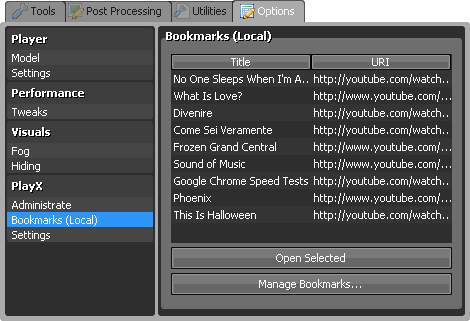 Tools Post Processing Utilities Options
Player
Model
Settings
Performance
Tweaks
Visuals
Fog
Hiding
PlayX
Administrate
Bookmarks (Local)
Settings
Bookmarks (Local)
Title URI
No One Sleeps When I'm A... http://youtube.com/watch...
What Is Love? http://www.youtube.com/...
Divenire http://youtube.com/watch...
Come Sei Veramente http://youtube.com/watch...
Frozen Grand Central http://www.youtube.com/...
Sound of Music http://www.youtube.com/...
Google Chrome Speed Tests http://youtube.com/watch...
Phoenix http://www.youtube.com/...
This Is Halloween http://youtube.com/watch...
Open Selected
Manage Bookmarks...